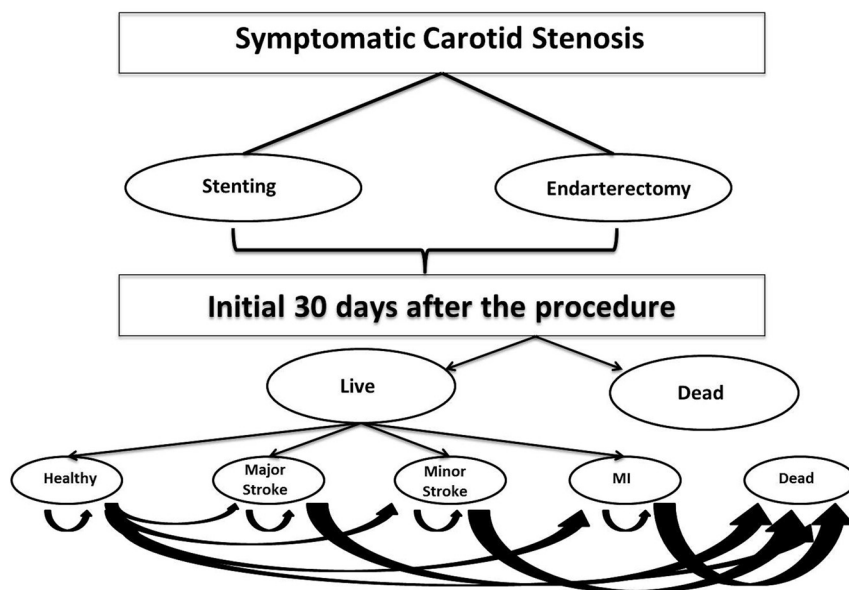 Symptomatic Carotid Stenosis
Stenting
Endarterectomy
Initial 30 days after the procedure
Live
Dead
Healthy
Major
Stroke
Minor
Stroke
MI
Dead